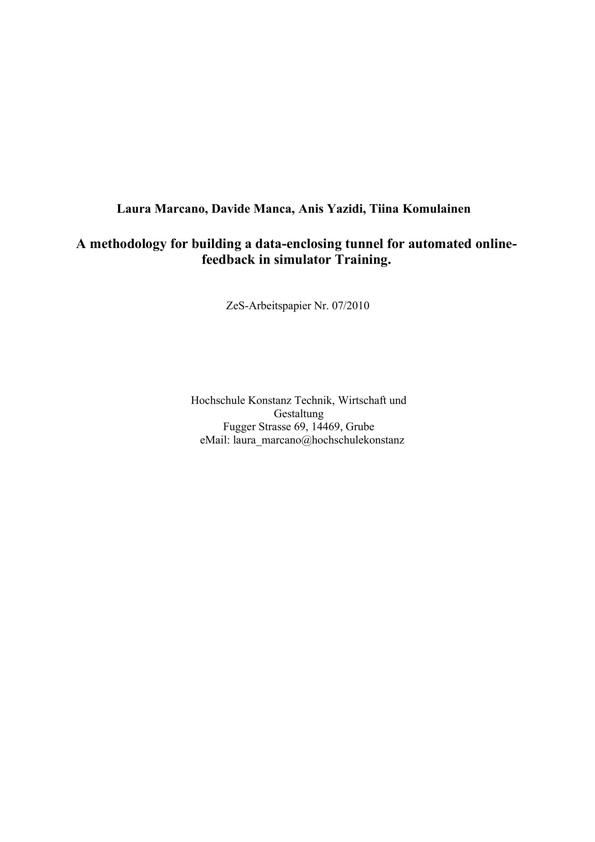 Laura Marcano, Davide Manca, Anis Yazidi, Tiina Komulainen
A methodology for building a data-enclosing tunnel for automated online-
feedback in simulator Training.
ZeS-Arbeitspapier Nr. 07/2010
Hochschule Konstanz Technik, Wirtschaft und
Gestaltung
Fugger Strasse 69, 14469, Grube
eMail: laura_marcano@hochschulekonstanz